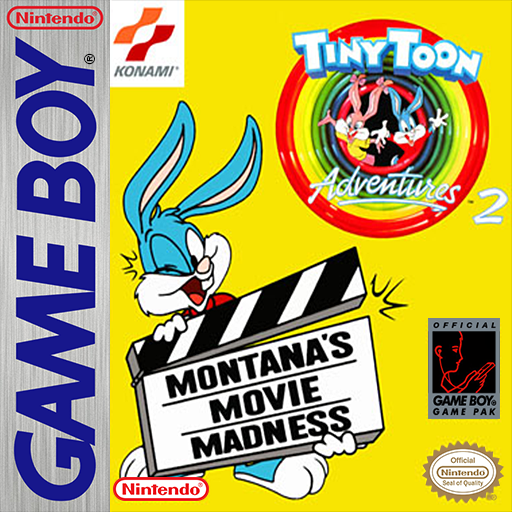 Nintendo
GAME BOY
®
KONAMI®
TINY TOON
Adventures™ 2
MONTANA'S
MOVIE
MADNESS
OFFICIAL
GAME BOY
GAME PAK
Nintendo
Official
Nintendo
Seal of Quality